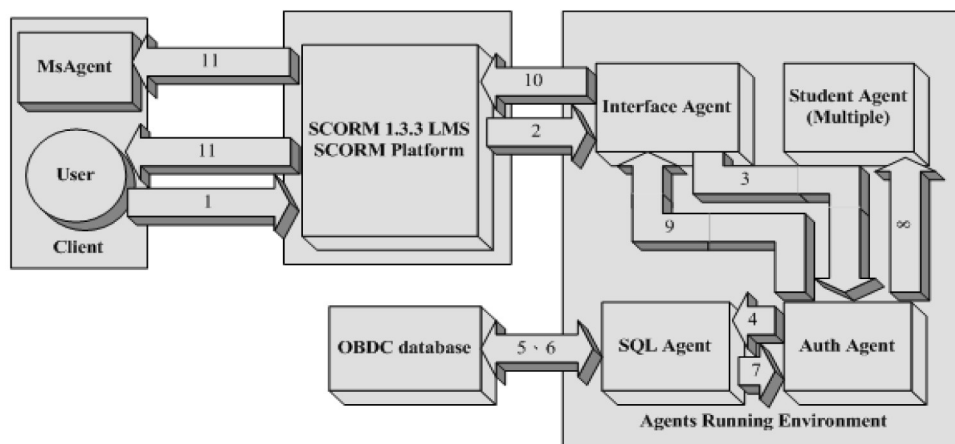 MsAgent
11
SCORM 1.3.3 LMS
SCORM Platform
10
Interface Agent
Student Agent
(Multiple)
2
11
User
1
Client
3
9
8
OBDC database
5、6
SQL Agent
4
7
Auth Agent
Agents Running Environment